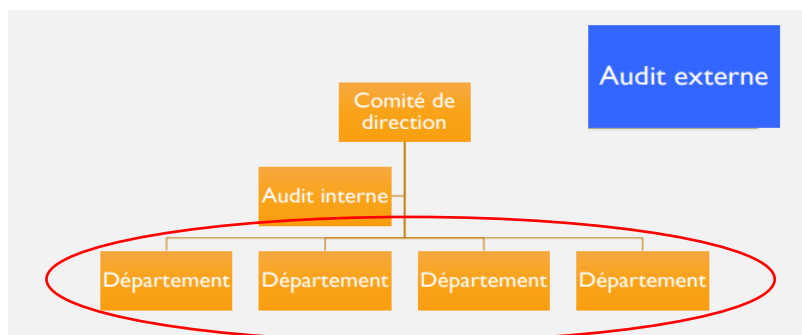 Audit externe
Comité de
direction
Audit interne
Département
Département
Département
Département